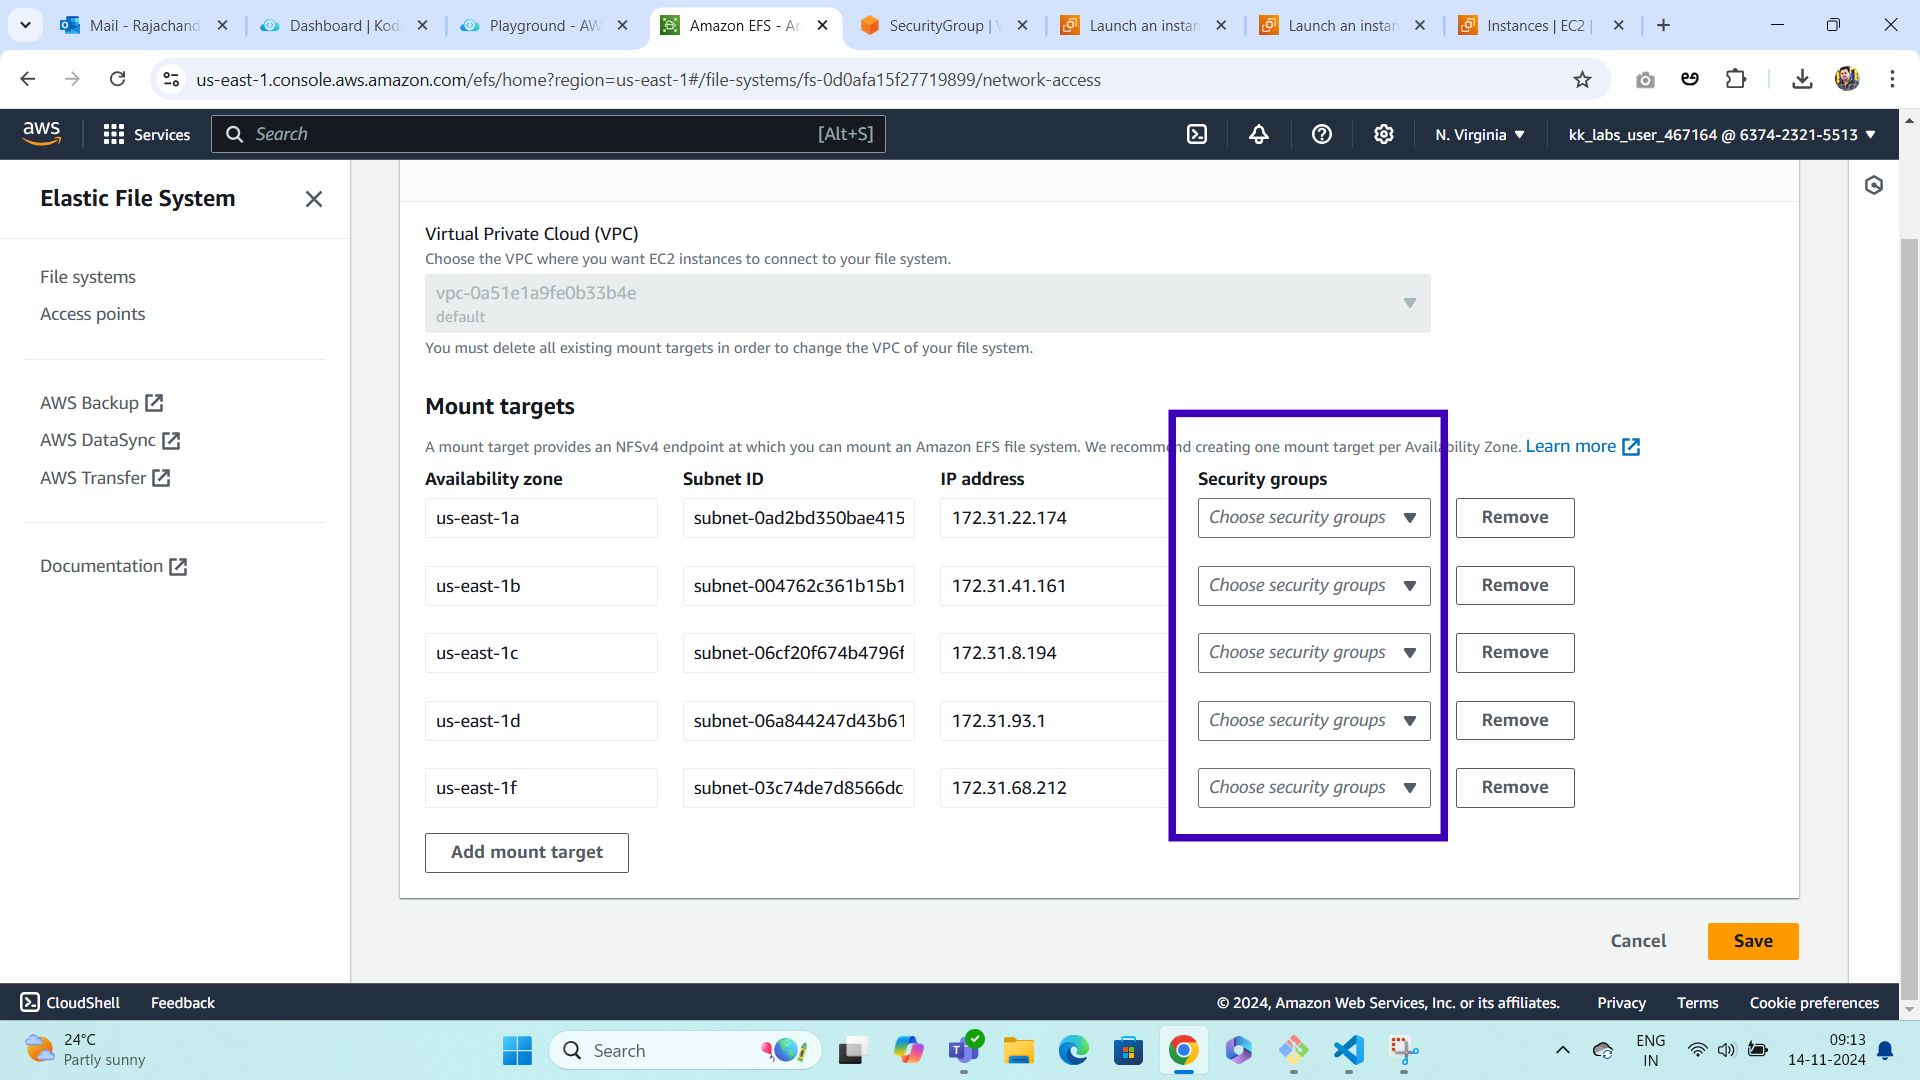 Mail - Rajachand
Dashboard | Kod
Playground - AW
Amazon EFS - An
SecurityGroup | V
Launch an instan
Launch an instan
Instances | EC2 |
us-east-1.console.aws.amazon.com/efs/home?region=us-east-1#/file-systems/fs-0d0afa15f27719899/network-access
aws
Services
Search
[Alt+S]
N. Virginia
kk_labs_user_467164 @ 6374-2321-5513
Elastic File System
File systems
Access points
AWS Backup
AWS DataSync
AWS Transfer
Documentation
Virtual Private Cloud (VPC)
Choose the VPC where you want EC2 instances to connect to your file system.
vpc-0a51e1a9fe0b33b4e
default
You must delete all existing mount targets in order to change the VPC of your file system.
Mount targets
A mount target provides an NFSv4 endpoint at which you can mount an Amazon EFS file system. We recommend creating one mount target per Availability Zone. Learn more
Availability zone Subnet ID IP address Security groups
us-east-1a subnet-0ad2bd350bae415 172.31.22.174 Choose security groups Remove
us-east-1b subnet-004762c361b15b1 172.31.41.161 Choose security groups Remove
us-east-1c subnet-06cf20f674b4796f 172.31.8.194 Choose security groups Remove
us-east-1d subnet-06a844247d43b61 172.31.93.1 Choose security groups Remove
us-east-1f subnet-03c74de7d8566dc 172.31.68.212 Choose security groups Remove
Add mount target
Cancel
Save
CloudShell
Feedback
© 2024, Amazon Web Services, Inc. or its affiliates.
Privacy
Terms
Cookie preferences
24°C
Partly sunny
Search
ENG
IN
09:13
14-11-2024